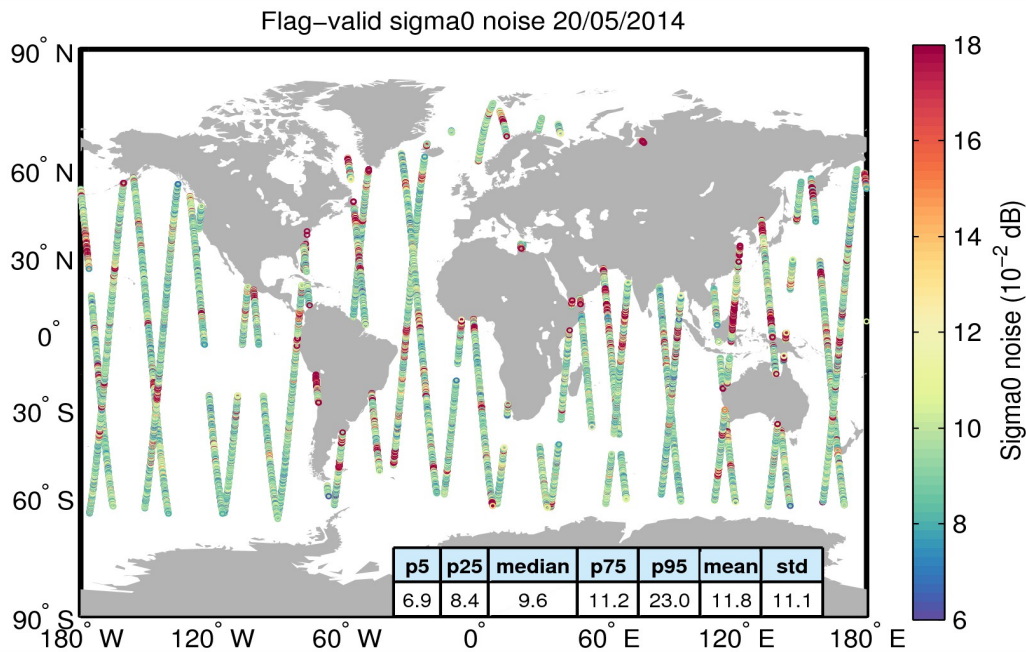 Flag−valid sigma0 noise 20/05/2014
90° N
60° N
30° N
0°
30° S
60° S
90° S
180° W 120° W 60° W 0° 60° E 120° E 180° E
p5 p25 median p75 p95 mean std
6.9 8.4 9.6 11.2 23.0 11.8 11.1
18
16
14
12
10
8
6
Sigma0 noise (10⁻² dB)